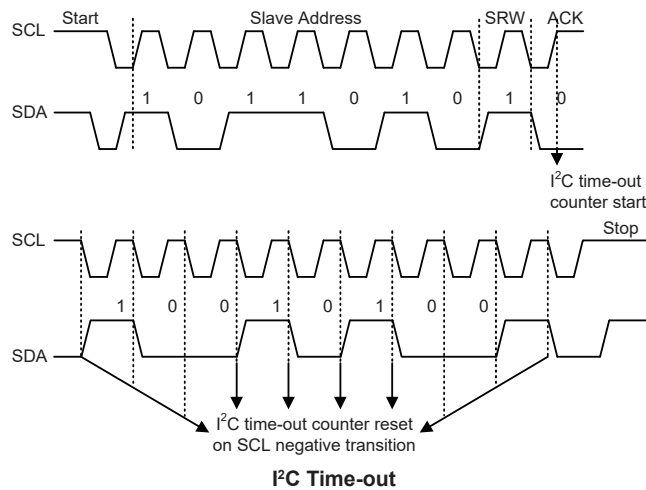 Start Slave Address SRW ACK
SCL
1 0 1 1 0 1 0 1 0
SDA
I²C time-out
counter start
Stop
SCL
1 0 0 1 0 1 0 0
SDA
I²C time-out counter reset
on SCL negative transition
I²C Time-out